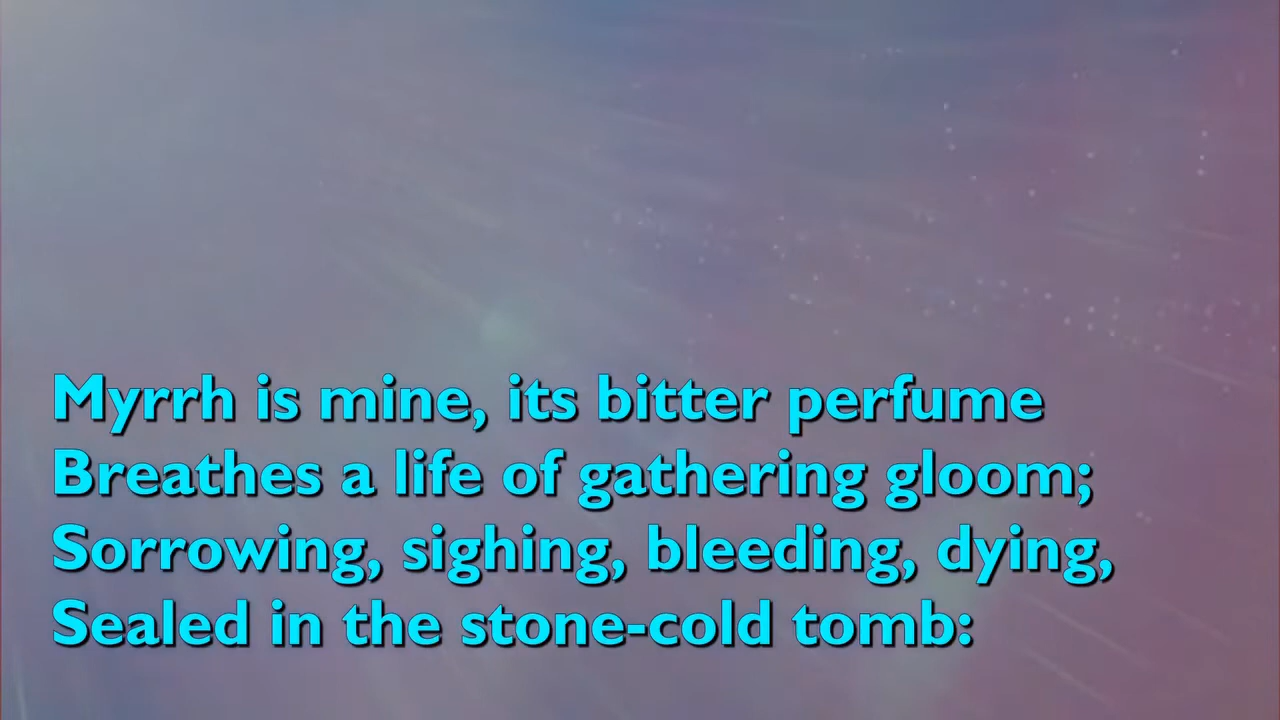 Myrrh is mine, its bitter perfume
Breathes a life of gathering gloom;
Sorrowing, sighing, bleeding, dying,
Sealed in the stone-cold tomb: